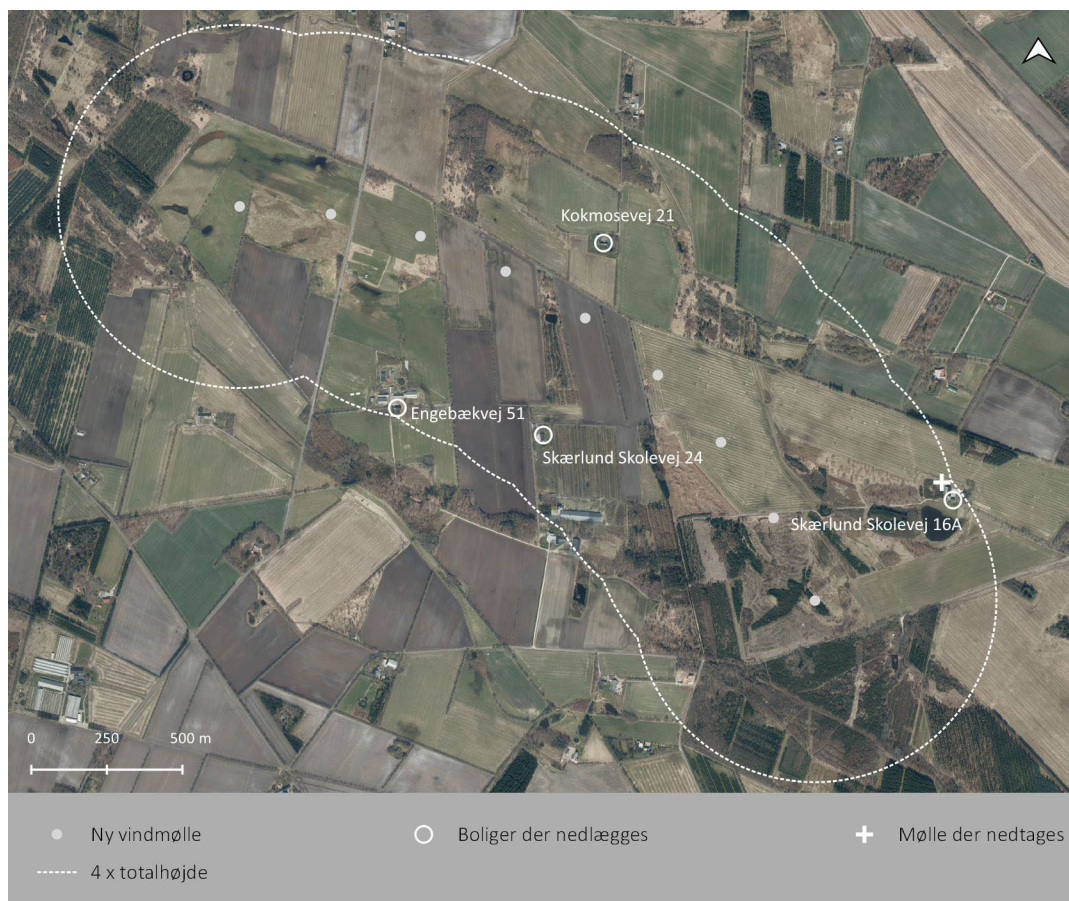 Kokmosevej 21
Engebækvej 51
Skærlund Skolevej 24
Skærlund Skolevej 16A
0 250 500 m
Ny vindmølle
Boliger der nedlægges
Mølle der nedtages
4 x totalhøjde